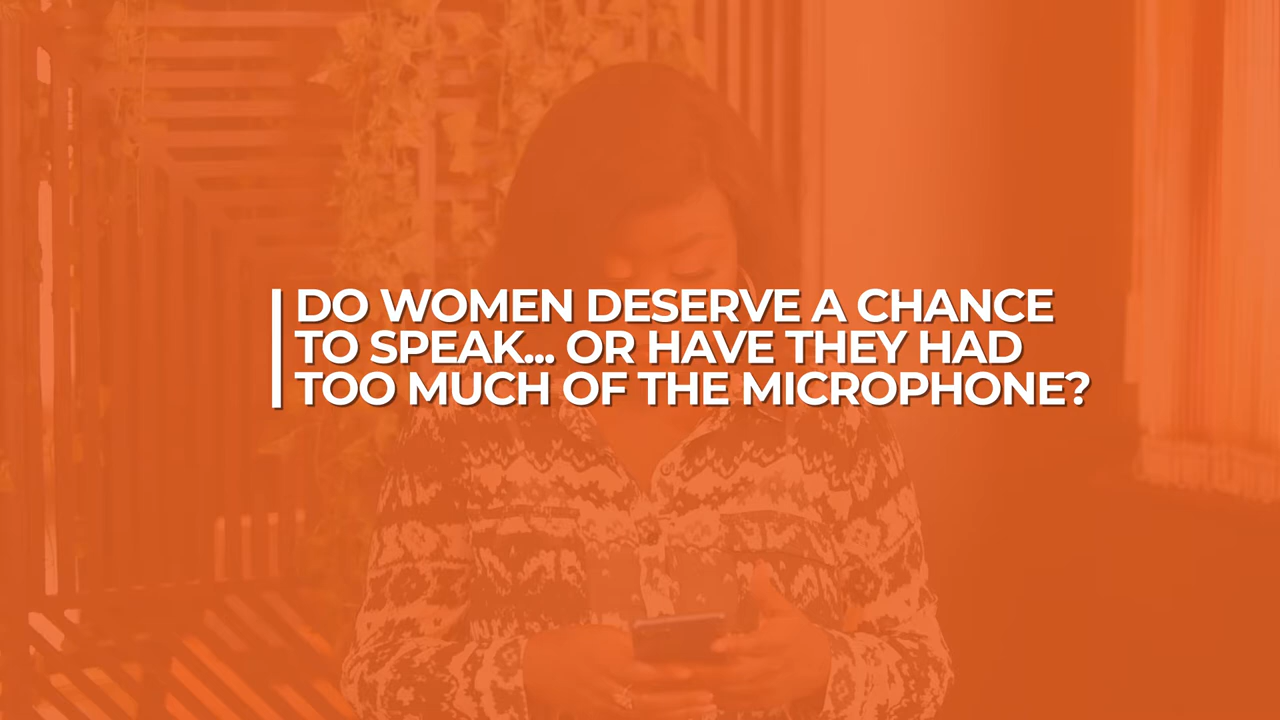 DO WOMEN DESERVE A CHANCE
TO SPEAK... OR HAVE THEY HAD
TOO MUCH OF THE MICROPHONE?